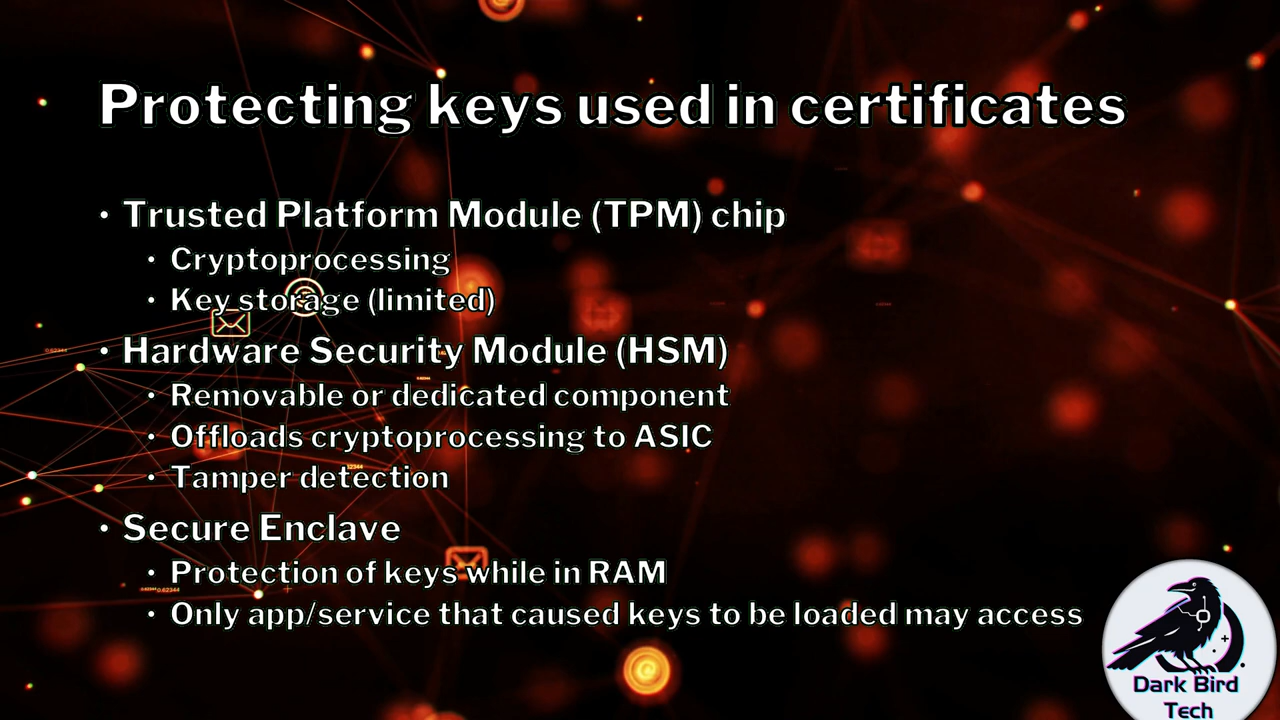 Protecting keys used in certificates
• Trusted Platform Module (TPM) chip
• Cryptoprocessing
• Key storage (limited)
• Hardware Security Module (HSM)
• Removable or dedicated component
• Offloads cryptoprocessing to ASIC
• Tamper detection
• Secure Enclave
• Protection of keys while in RAM
• Only app/service that caused keys to be loaded may access
Dark Bird
Tech